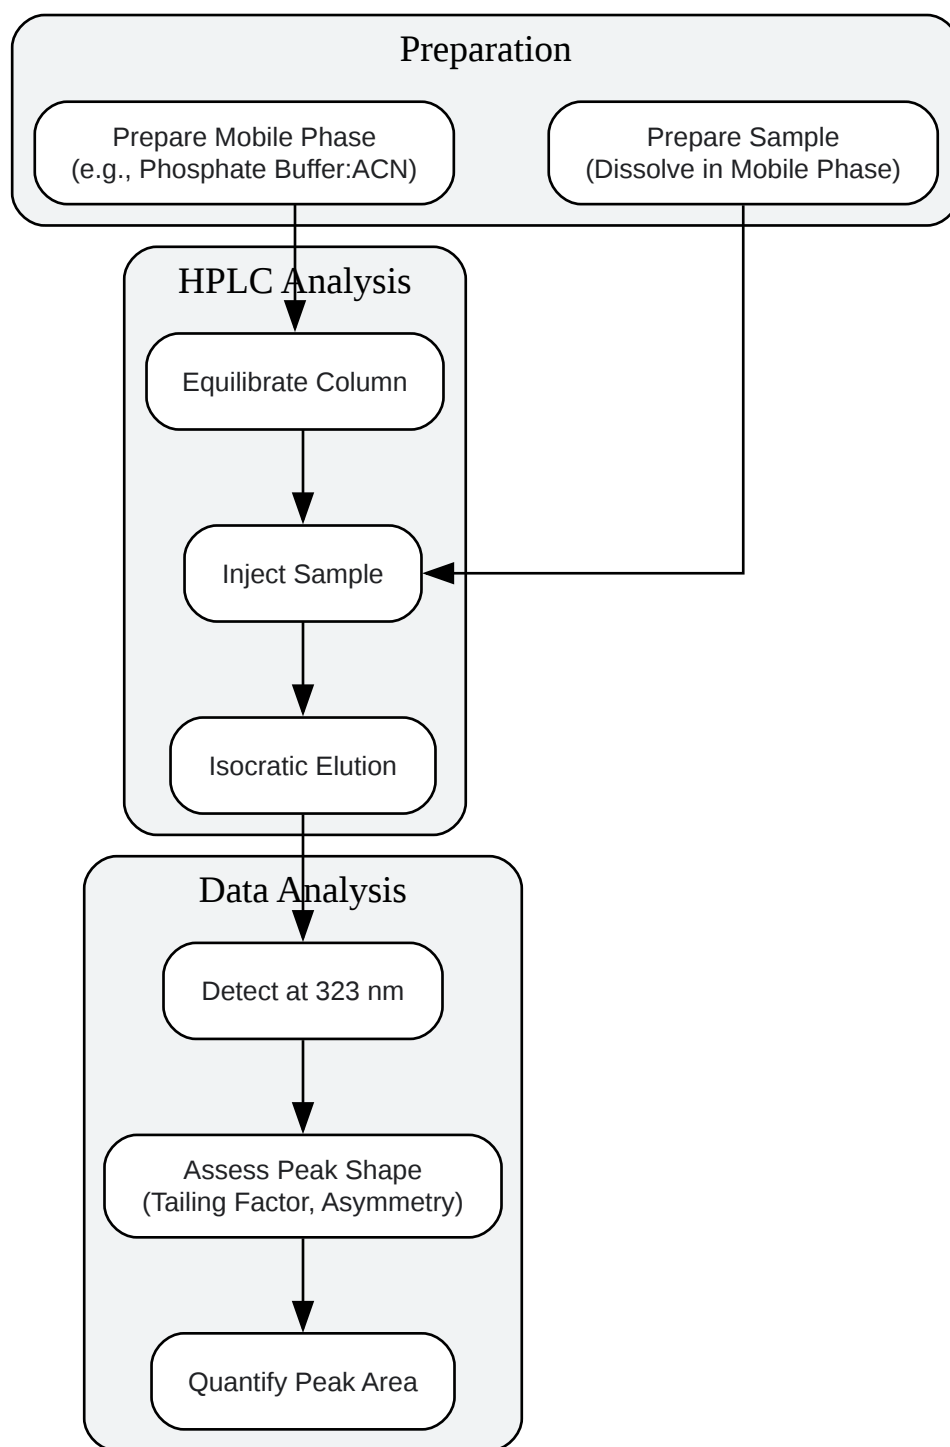 Preparation
Prepare Mobile Phase
(e.g., Phosphate Buffer:ACN)
Prepare Sample
(Dissolve in Mobile Phase)
HPLC Analysis
Equilibrate Column
Inject Sample
Isocratic Elution
Data Analysis
Detect at 323 nm
Assess Peak Shape
(Tailing Factor, Asymmetry)
Quantify Peak Area